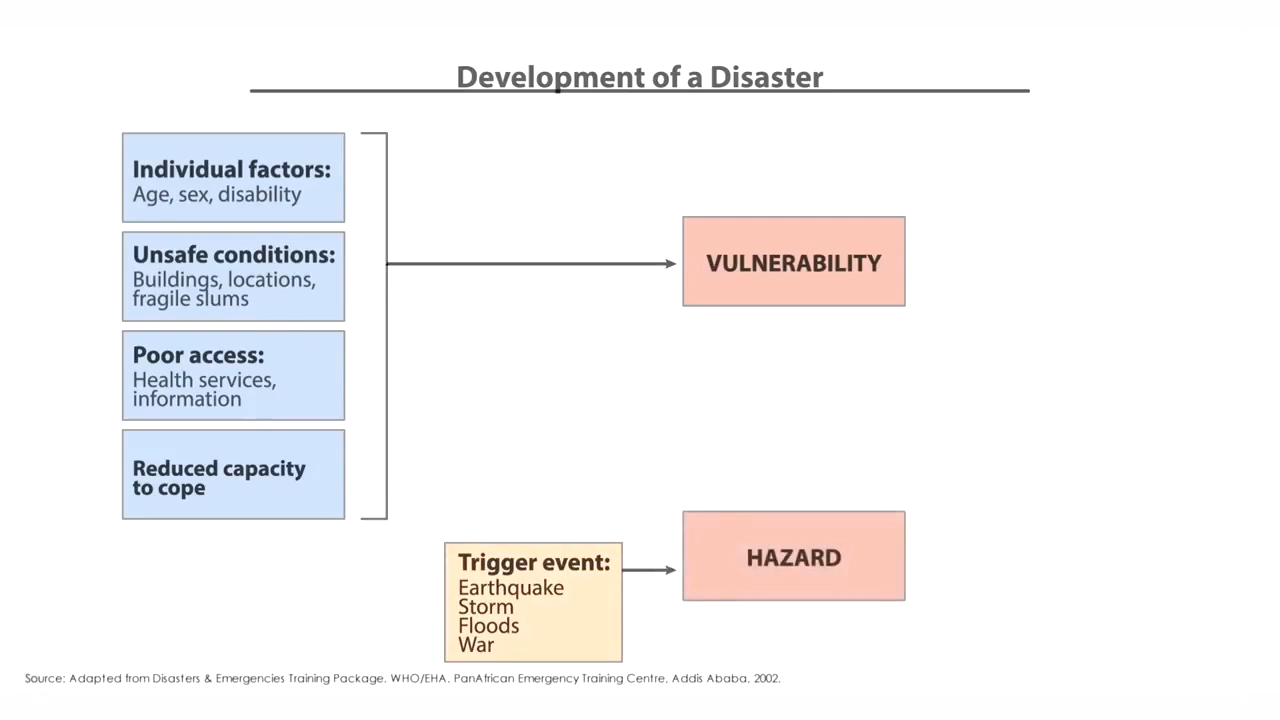 Development of a Disaster
Individual factors:
Age, sex, disability
Unsafe conditions:
Buildings, locations,
fragile slums
Poor access:
Health services,
information
Reduced capacity
to cope
VULNERABILITY
Trigger event:
Earthquake
Storm
Floods
War
HAZARD
Source: Adapted from Disasters & Emergencies Training Package. WHO/EHA. PanAfrican Emergency Training Centre, Addis Ababa, 2002.